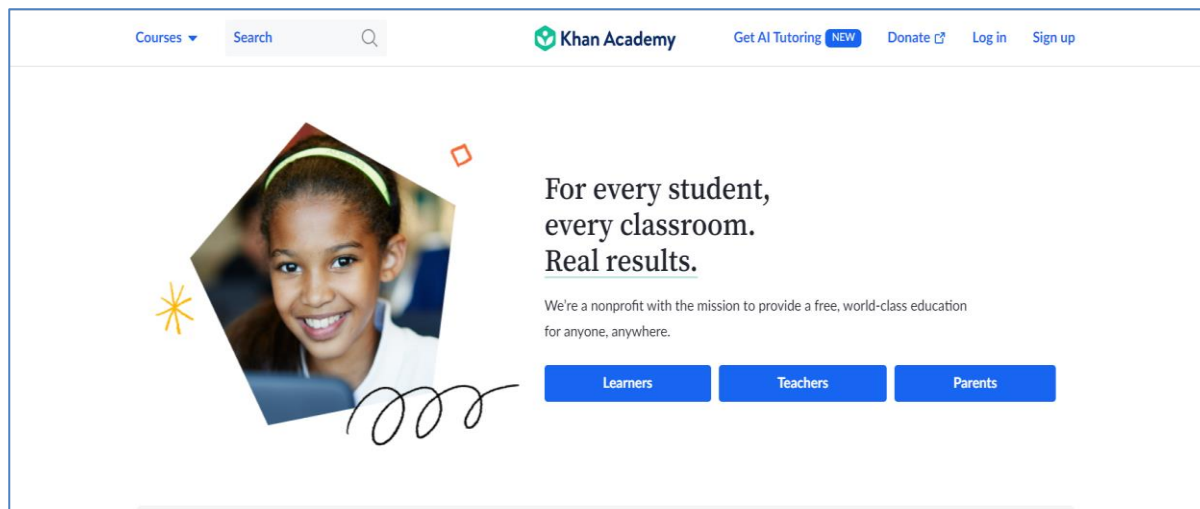 Courses
Search
Khan Academy
Get AI Tutoring NEW
Donate
Log in
Sign up
For every student,
every classroom.
Real results.
We're a nonprofit with the mission to provide a free, world-class education
for anyone, anywhere.
Learners
Teachers
Parents